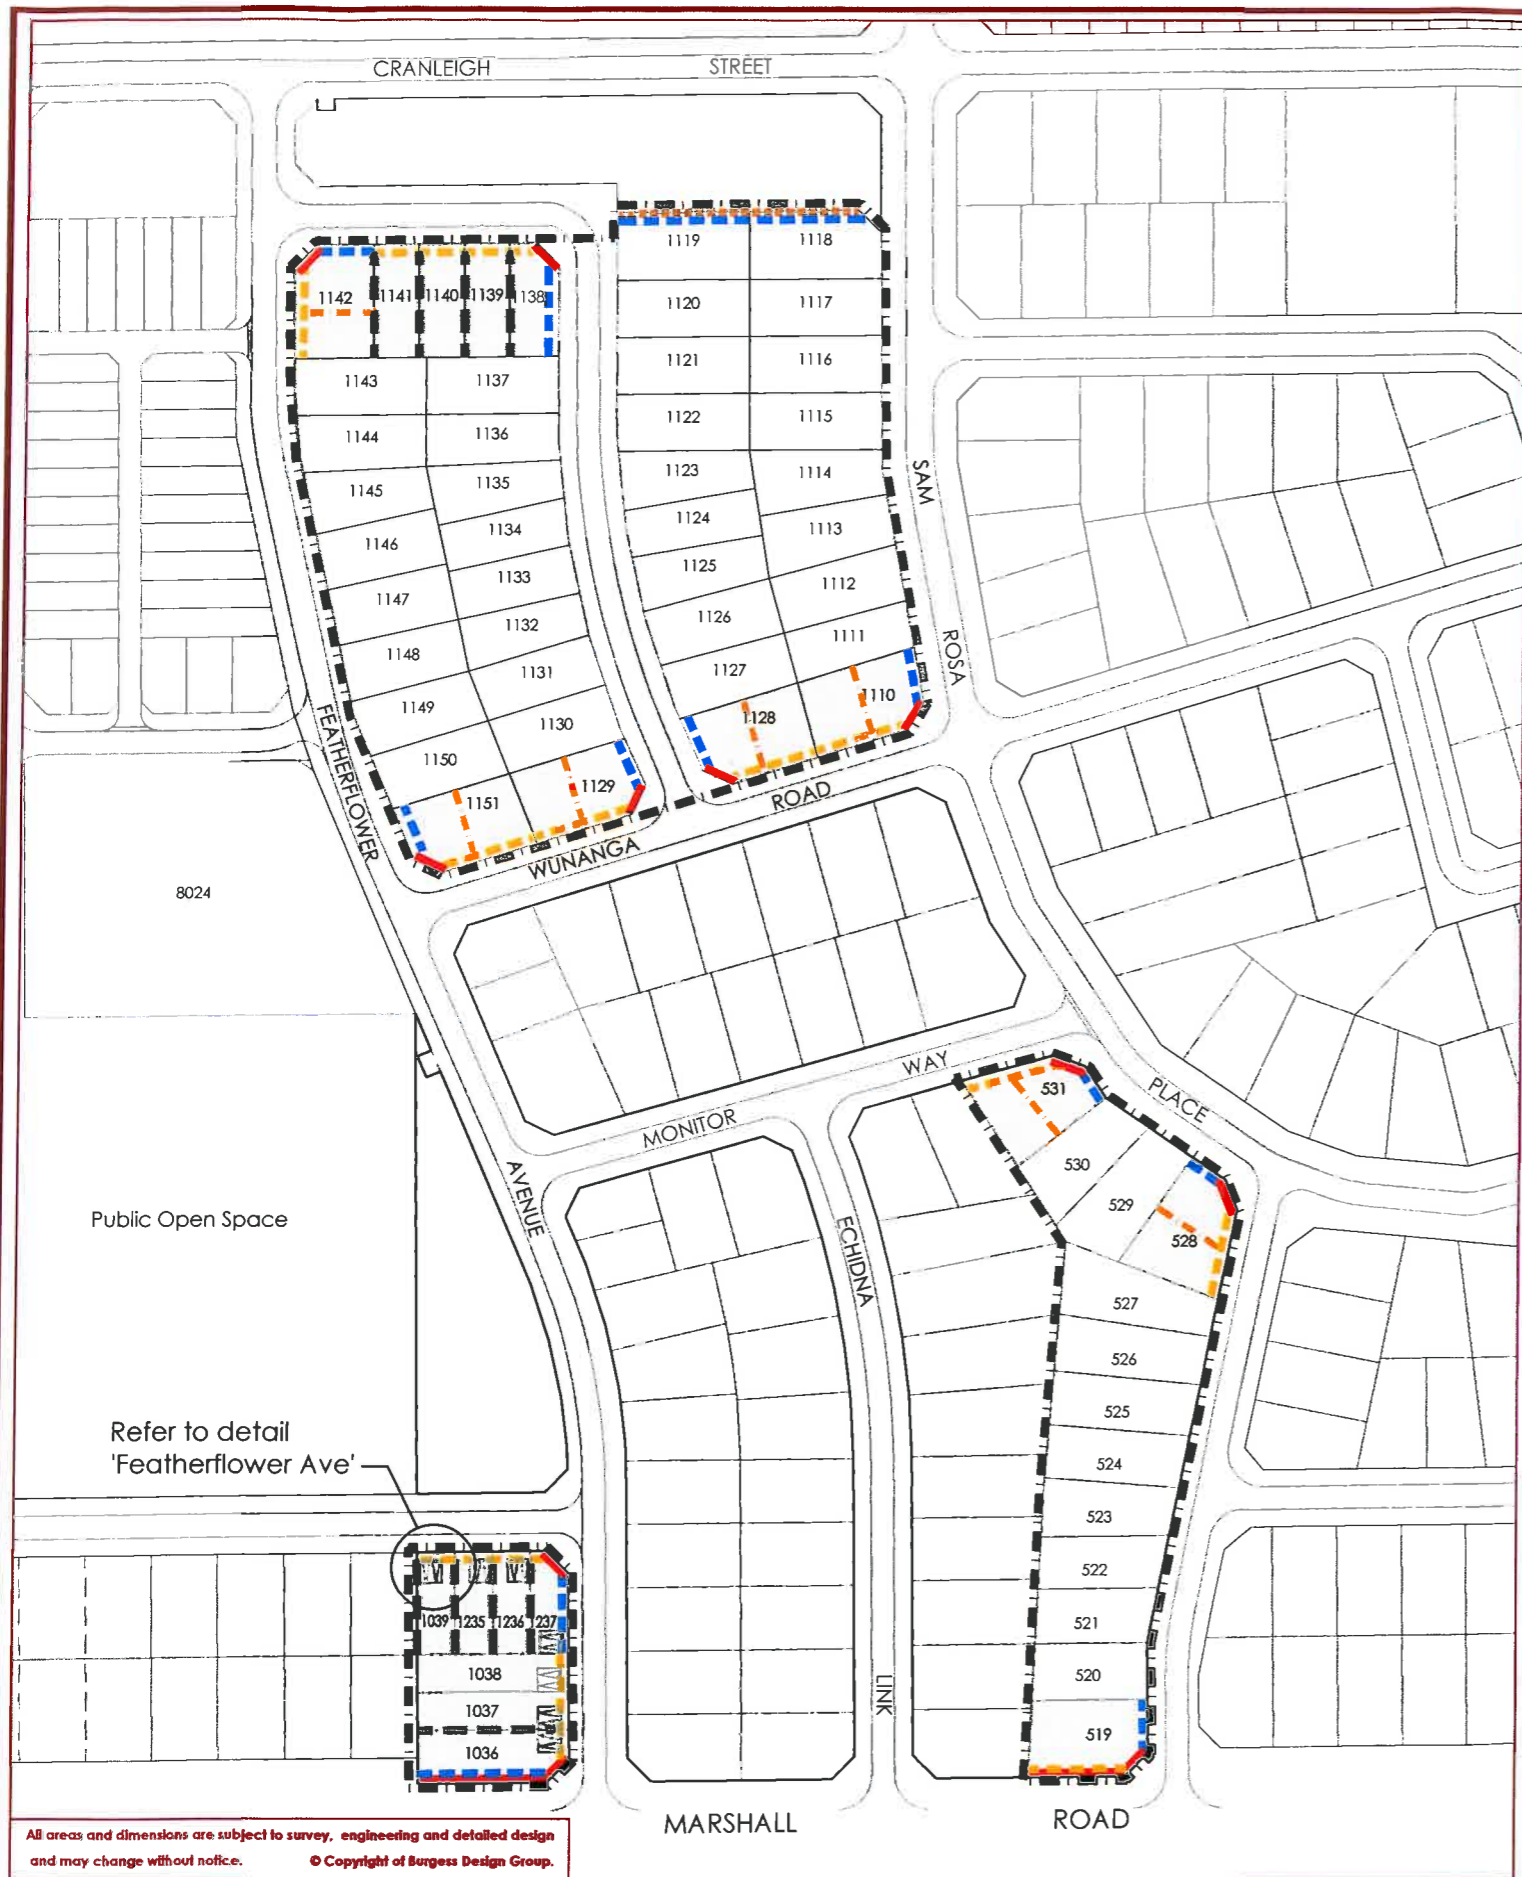 CRANLEIGH STREET
1119 1118
1142 1141 1140 1139 1138
1120 1117
1121 1116
1143 1137
1122 1115
1144 1136
1123 1114
SAM
1145 1135
1124 1113
1146 1134
1125
1133 1112
1147
1126
1132 1111
1148
ROSA
1131 1127
1110
1149
1128
1130
FEATHERFLOWER
1150
1129
1151
ROAD
WUNANGA
8024
WAY
531
PLACE
MONITOR
530
AVENUE
529
Public Open Space
528
ECHIDNA
527
526
525
Refer to detail
'Featherflower Ave'
524
523
522
1039 1235 1236 237
521
1038
520
LINK
1037
519
1036
MARSHALL ROAD
All areas and dimensions are subject to survey, engineering and detailed design
and may change without notice. © Copyright of Burgess Design Group.